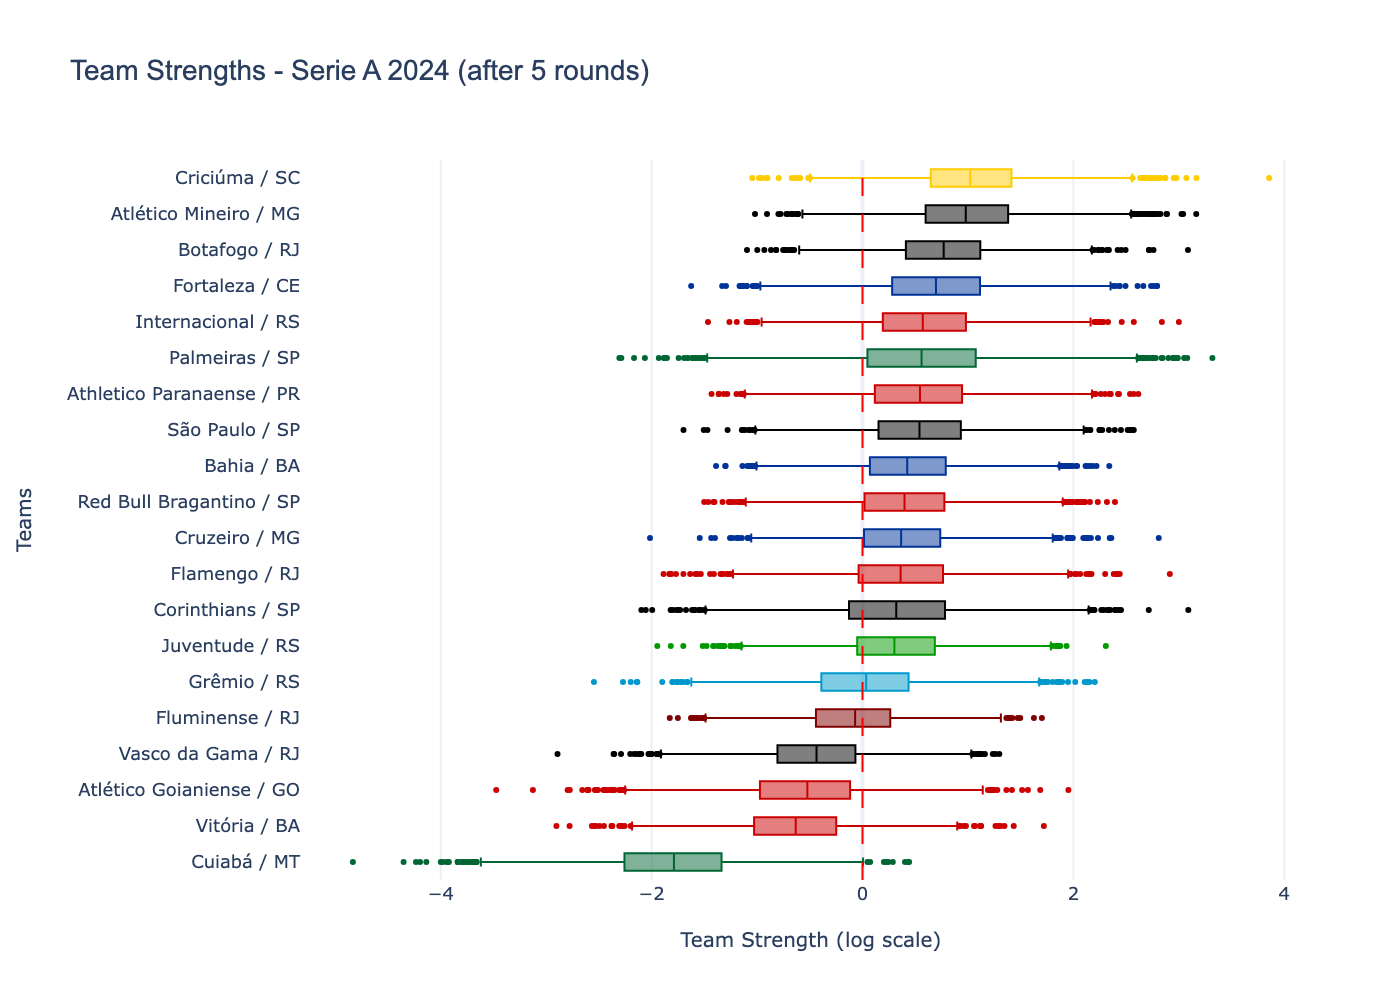 Team Strengths - Serie A 2024 (after 5 rounds)
Criciúma / SC
Atlético Mineiro / MG
Botafogo / RJ
Fortaleza / CE
Internacional / RS
Palmeiras / SP
Athletico Paranaense / PR
São Paulo / SP
Bahia / BA
Red Bull Bragantino / SP
Cruzeiro / MG
Flamengo / RJ
Corinthians / SP
Juventude / RS
Grêmio / RS
Fluminense / RJ
Vasco da Gama / RJ
Atlético Goianiense / GO
Vitória / BA
Cuiabá / MT
Teams
−4 −2 0 2 4
Team Strength (log scale)